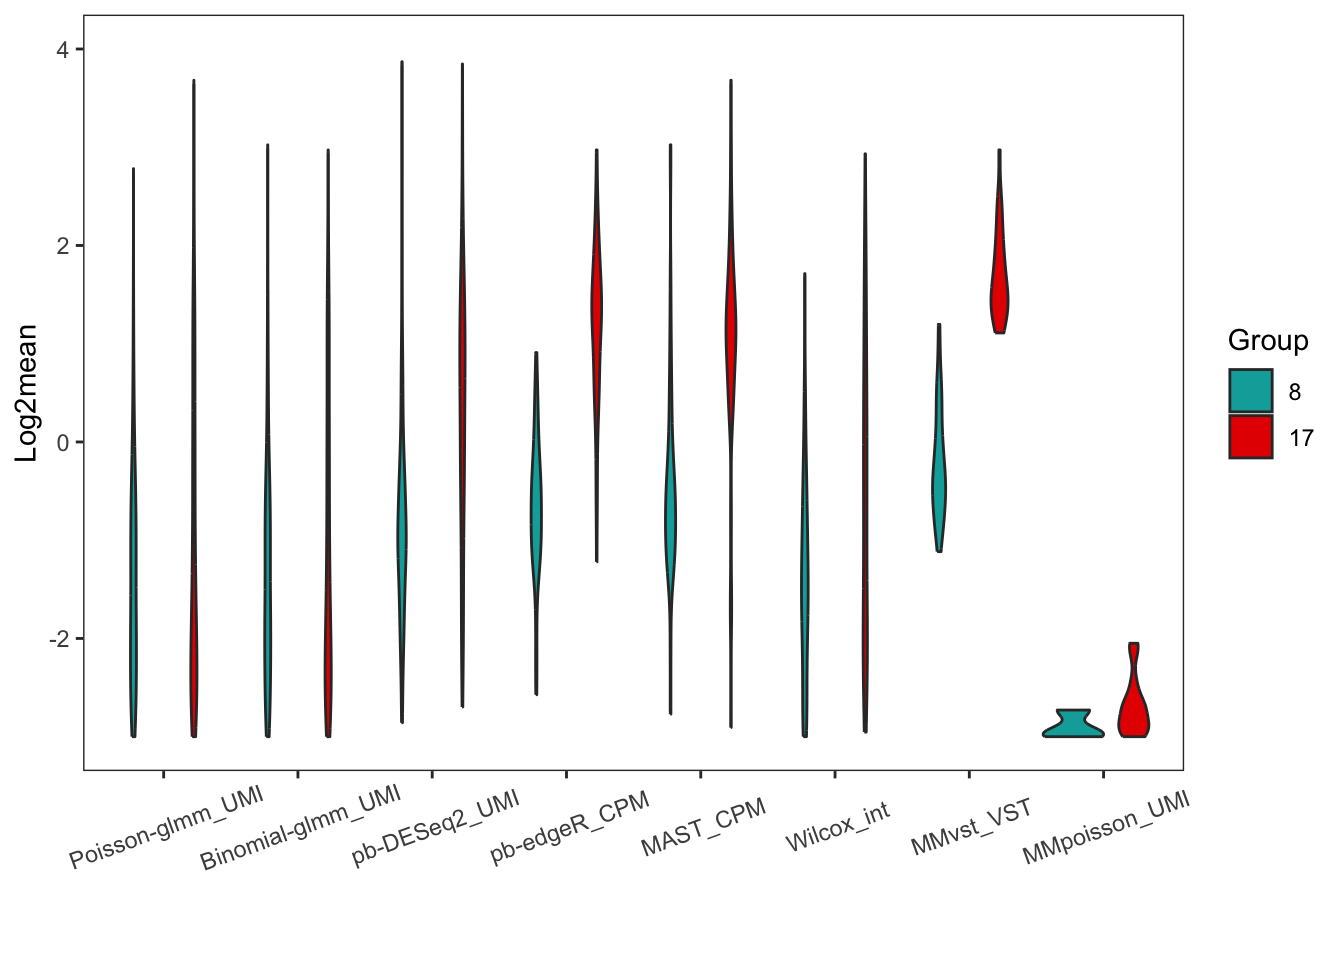 4
2
0
-2
Log2mean
Poisson-glmm_UMI
Binomial-glmm_UMI
pb-DESeq2_UMI
pb-edgeR_CPM
MAST_CPM
Wilcox_int
MMvst_VST
MMpoisson_UMI
Group
8
17